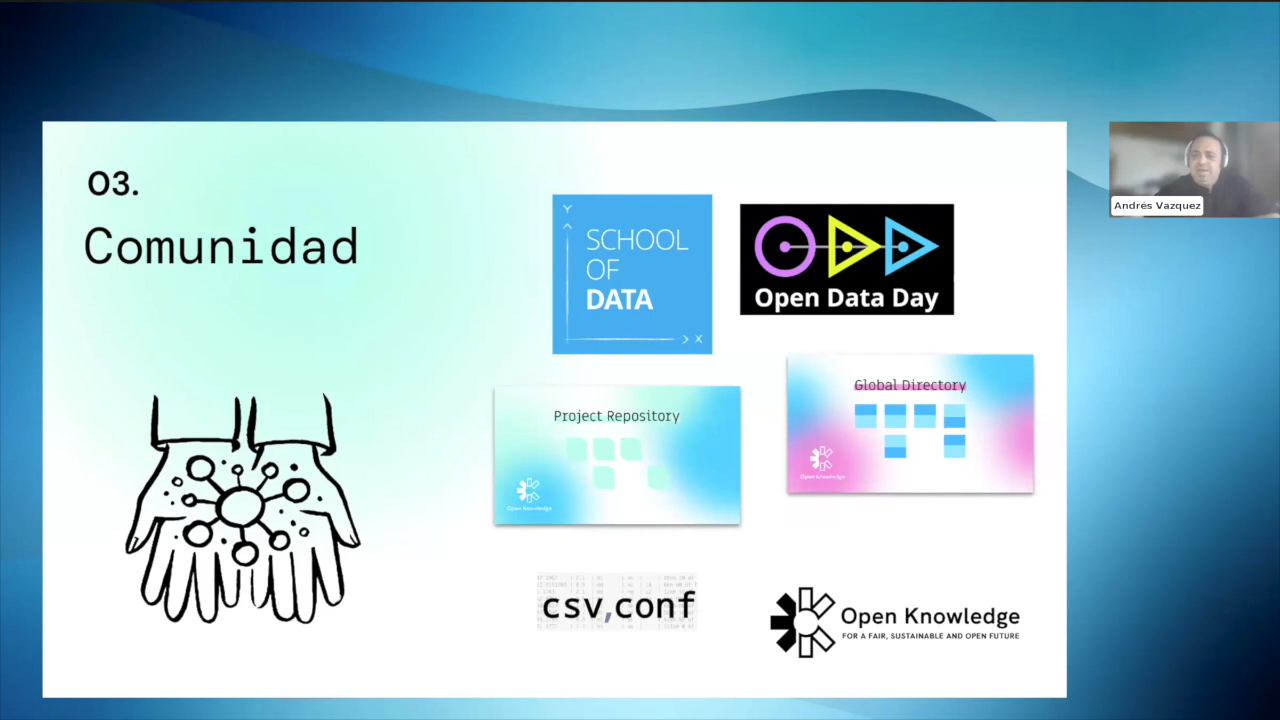 03.
Comunidad
SCHOOL
OF
DATA
Y
X
Open Data Day
Project Repository
Open Knowledge
Global Directory
Open Knowledge
csv,conf
Open Knowledge
FOR A FAIR, SUSTAINABLE AND OPEN FUTURE
Andrés Vazquez